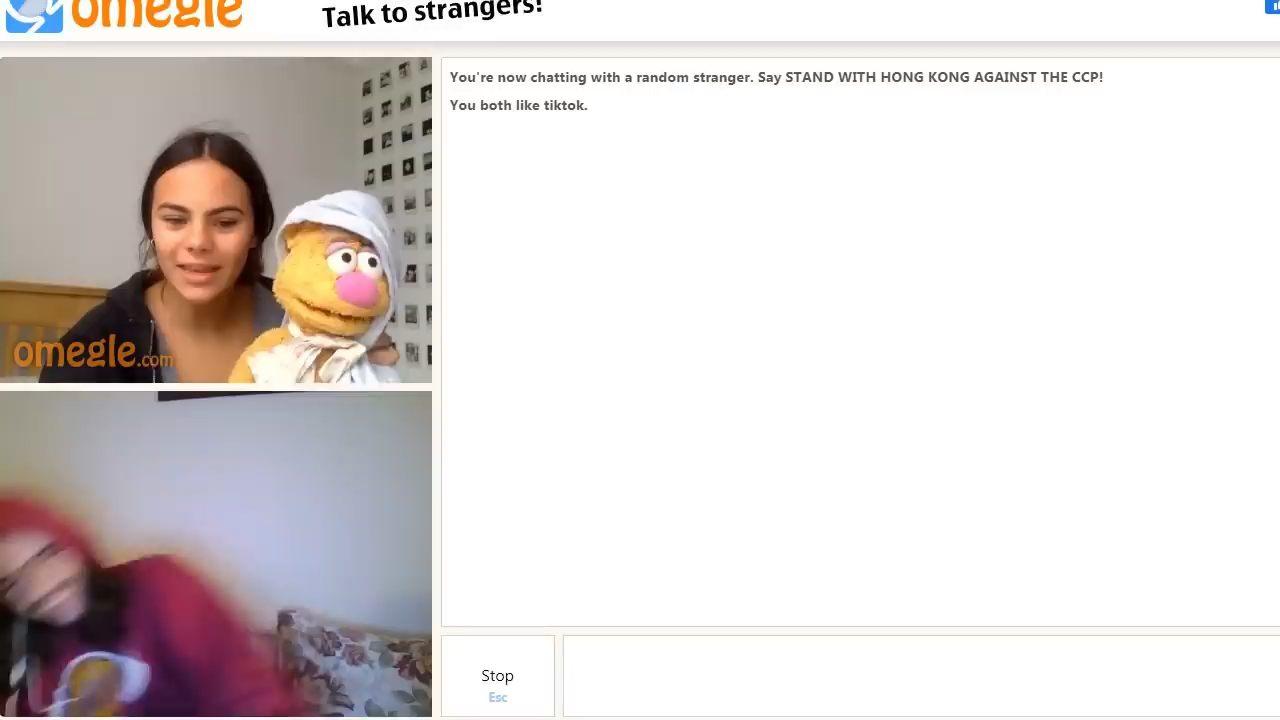 omegle
Talk to strangers!
You're now chatting with a random stranger. Say STAND WITH HONG KONG AGAINST THE CCP!
You both like tiktok.
omegle.com
Stop
Esc